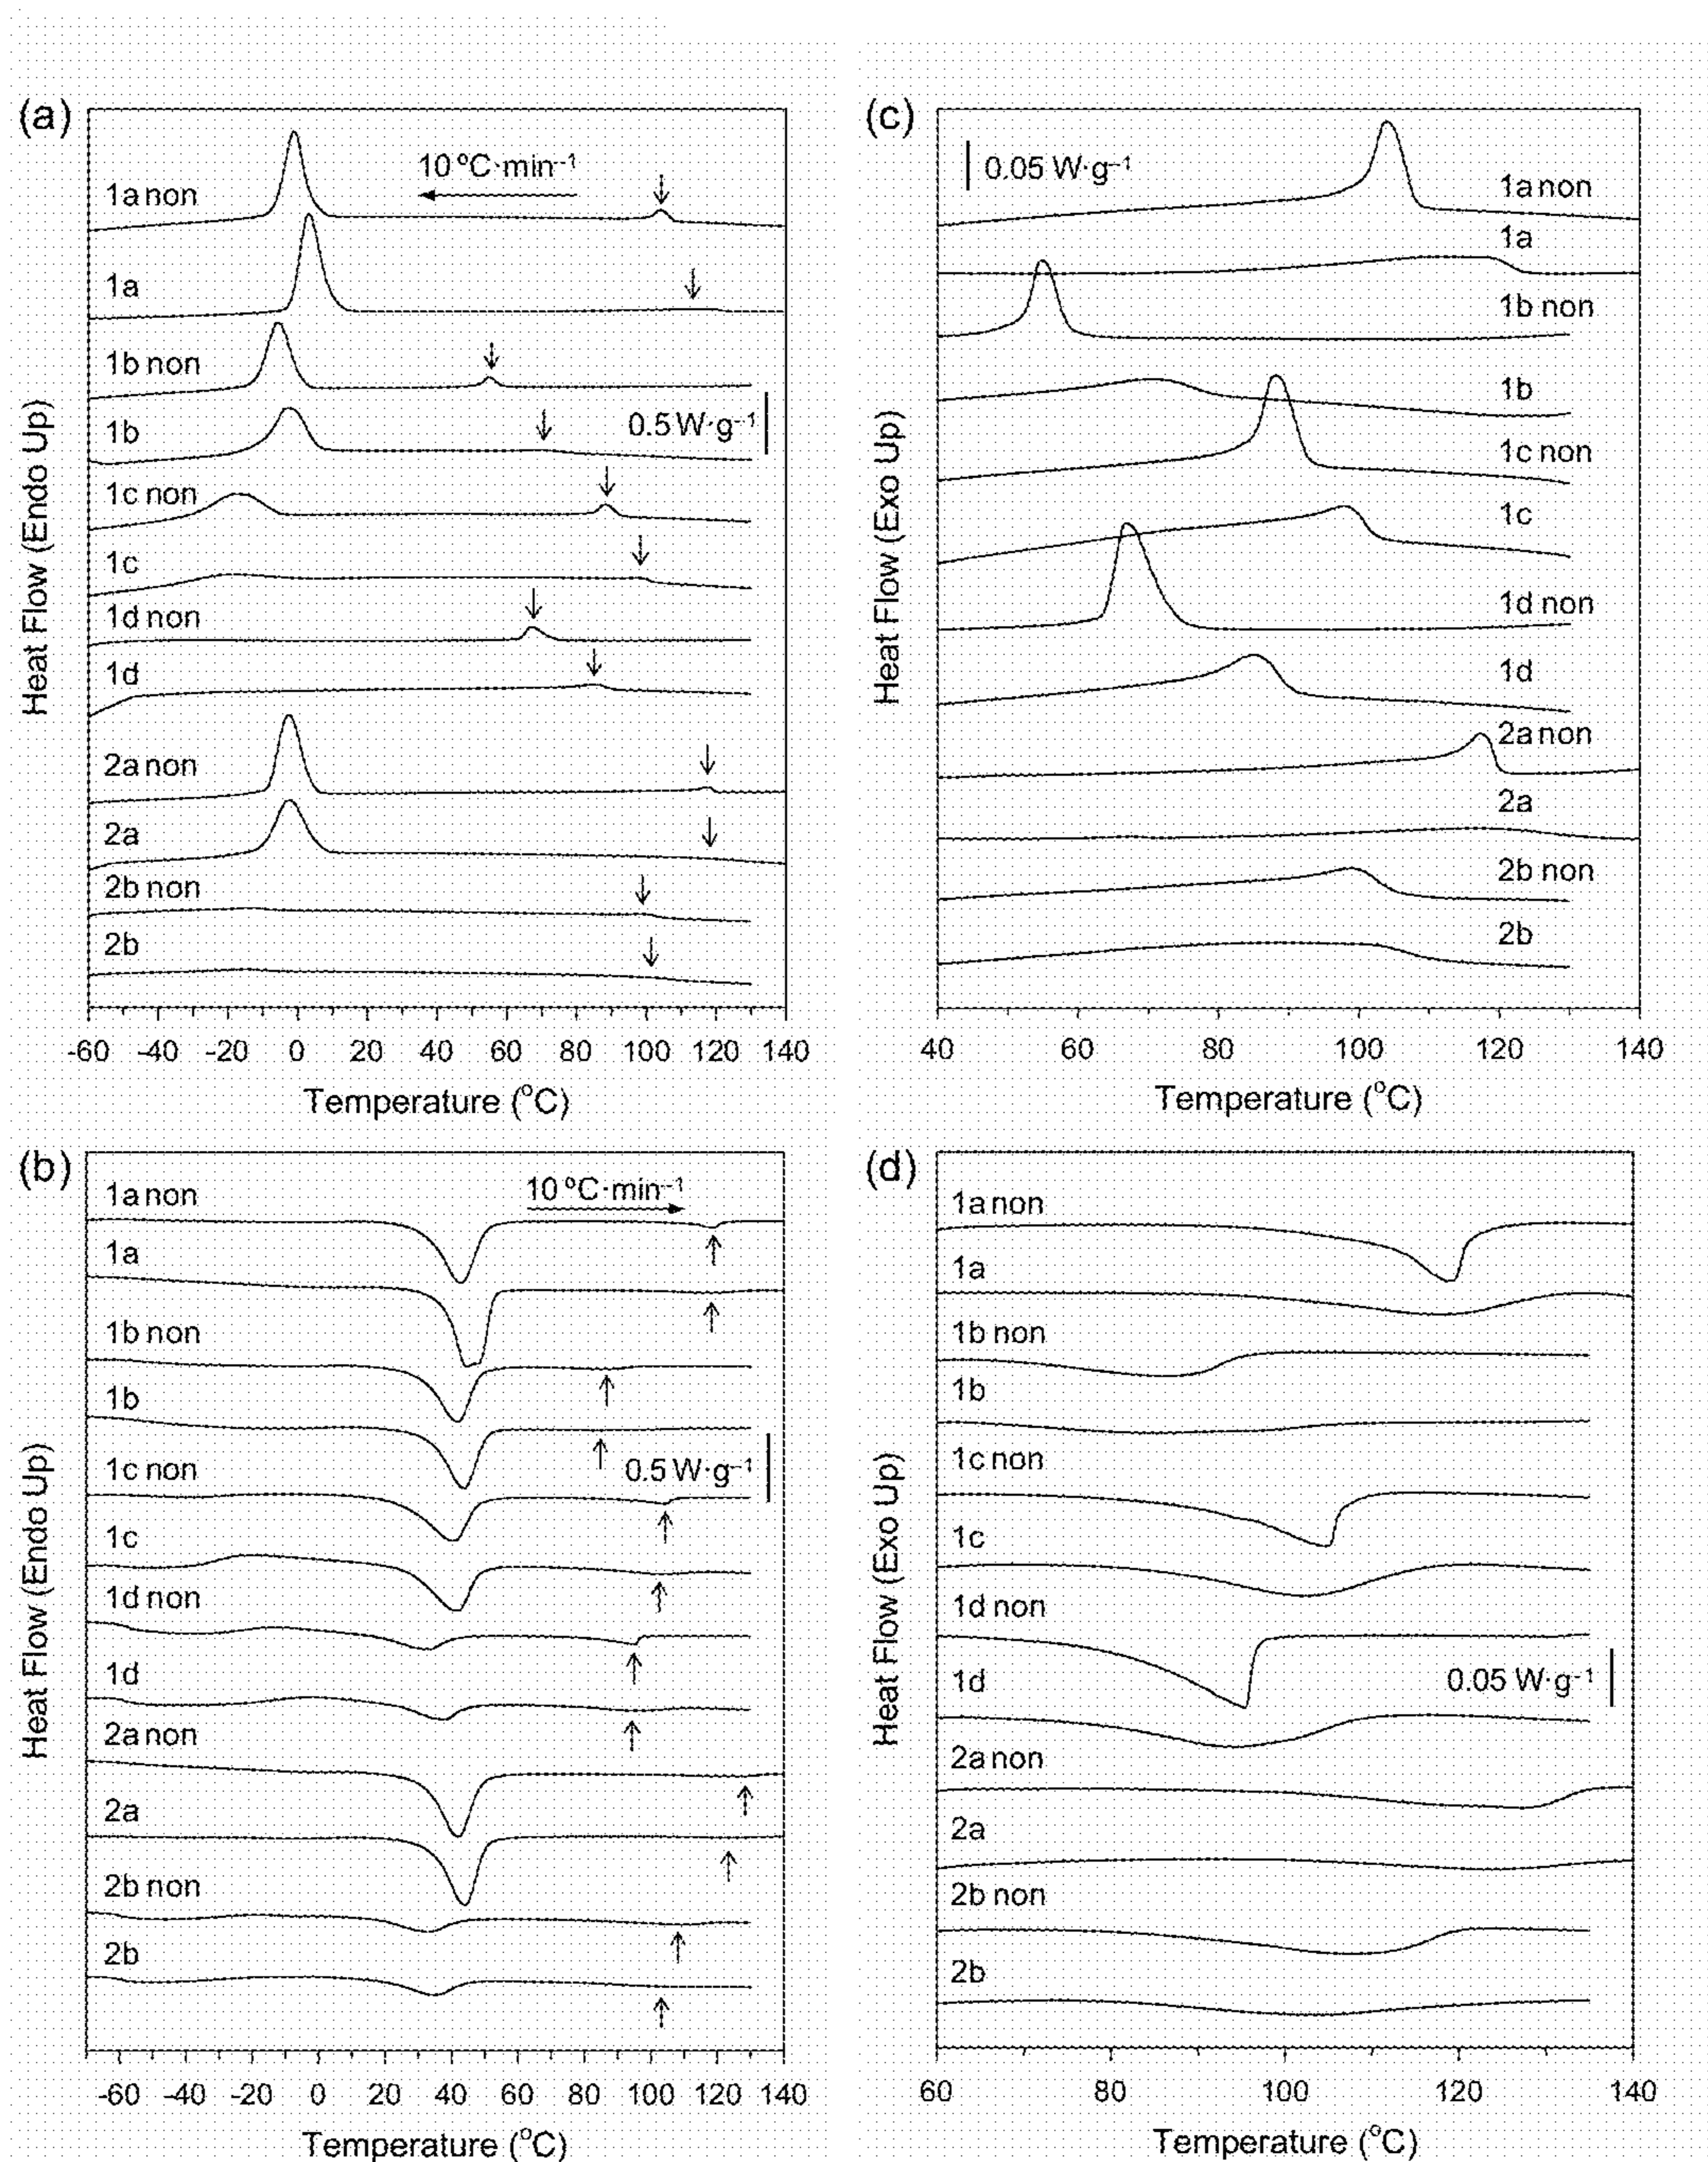 (a)
10 ºC·min–1
1a non
1a
1b non
1b
0.5 W·g–1
1c non
1c
1d non
1d
2a non
2a
2b non
2b
Heat Flow (Endo Up)
-60 -40 -20 0 20 40 60 80 100 120 140
Temperature (oC)
(c)
0.05 W·g–1
1a non
1a
1b non
1b
1c non
1c
1d non
1d
2a non
2a
2b non
2b
Heat Flow (Exo Up)
40 60 80 100 120 140
Temperature (oC)
(b)
1a non
10 ºC·min–1
1a
1b non
1b
1c non
0.5 W·g–1
1c
1d non
1d
2a non
2a
2b non
2b
Heat Flow (Endo Up)
-60 -40 -20 0 20 40 60 80 100 120 140
Temperature (oC)
(d)
1a non
1a
1b non
1b
1c non
1c
1d non
1d
0.05 W·g–1
2a non
2a
2b non
2b
Heat Flow (Exo Up)
60 80 100 120 140
Temperature (oC)